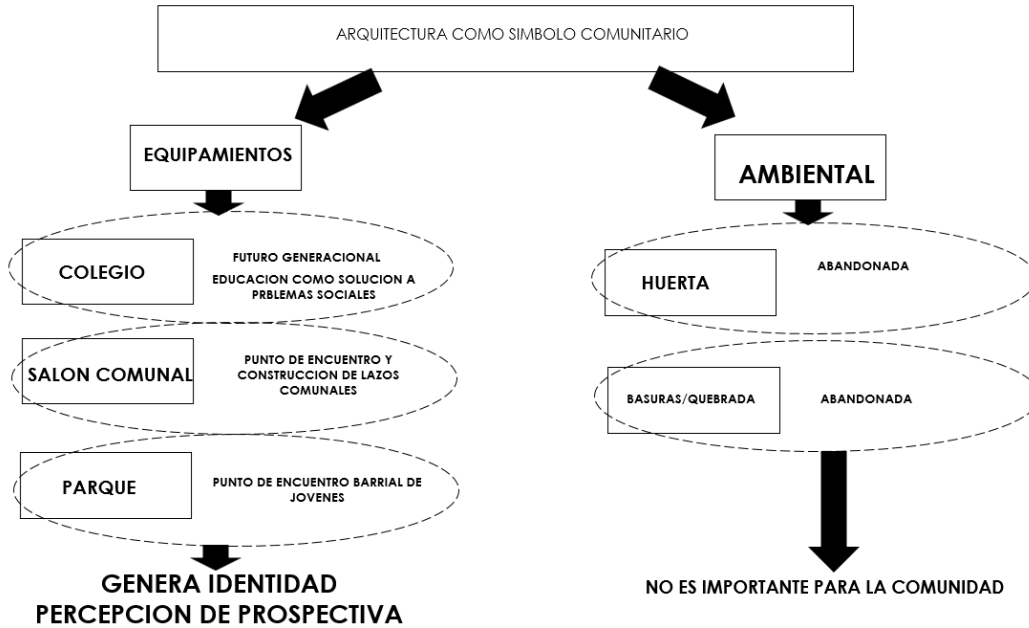 ARQUITECTURA COMO SIMBOLO COMUNITARIO
EQUIPAMIENTOS
COLEGIO
FUTURO GENERACIONAL
EDUCACION COMO SOLUCION A
PRBLEMAS SOCIALES
SALON COMUNAL
PUNTO DE ENCUENTRO Y
CONSTRUCCION DE LAZOS
COMUNALES
PARQUE
PUNTO DE ENCUENTRO BARRIAL DE
JOVENES
GENERA IDENTIDAD
PERCEPCION DE PROSPECTIVA
AMBIENTAL
HUERTA
ABANDONADA
BASURAS/QUEBRADA
ABANDONADA
NO ES IMPORTANTE PARA LA COMUNIDAD